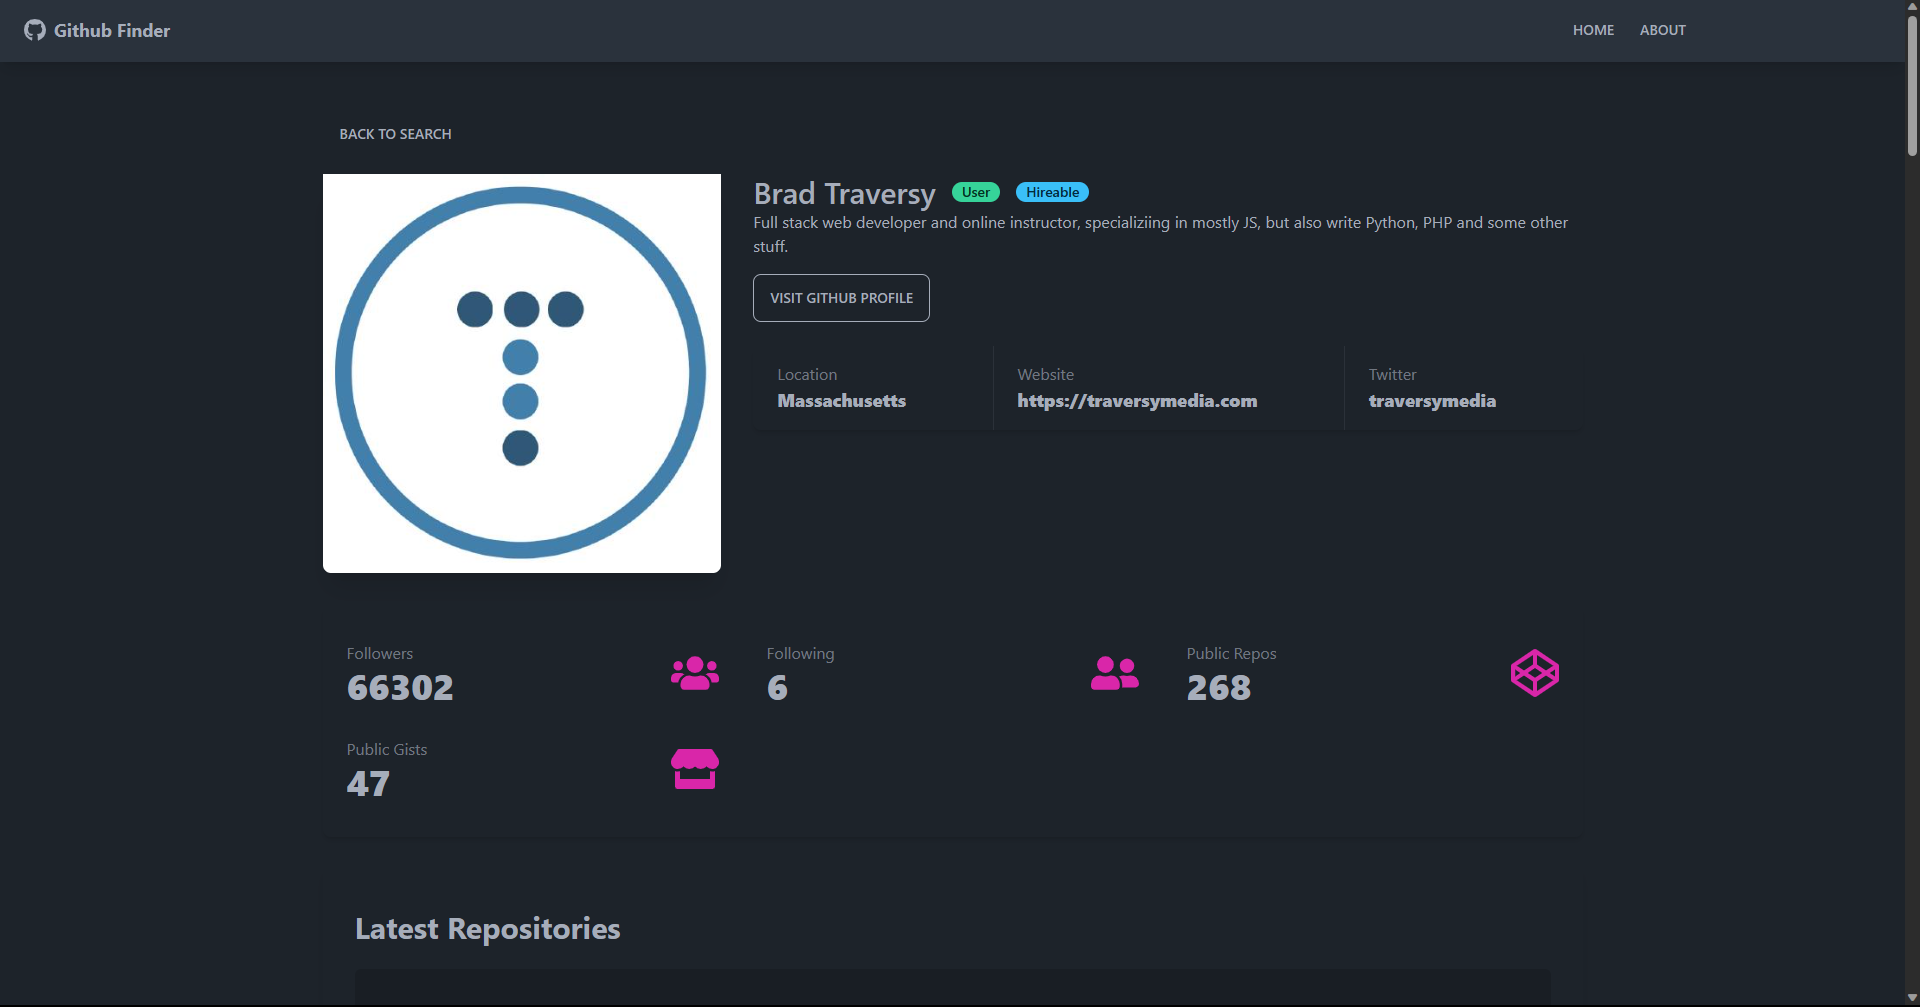 Github Finder
HOME
ABOUT
BACK TO SEARCH
Brad Traversy
User
Hireable
Full stack web developer and online instructor, specializiing in mostly JS, but also write Python, PHP and some other
stuff.
VISIT GITHUB PROFILE
Location
Massachusetts
Website
https://traversymedia.com
Twitter
traversymedia
Followers
66302
Following
6
Public Repos
268
Public Gists
47
Latest Repositories